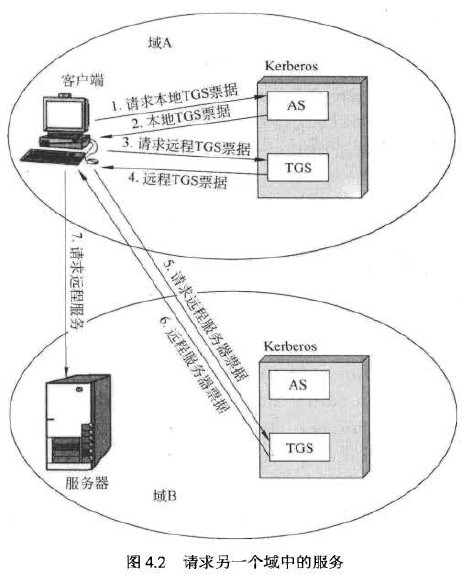 域A
客户端
Kerberos
1. 请求本地TGS票据
AS
2. 本地TGS票据
3. 请求远程TGS票据
TGS
4. 远程TGS票据
5. 请求远程服务器票据
6. 远程服务器票据
7. 请求远程服务
Kerberos
AS
TGS
服务器
域B
图 4.2 请求另一个域中的服务